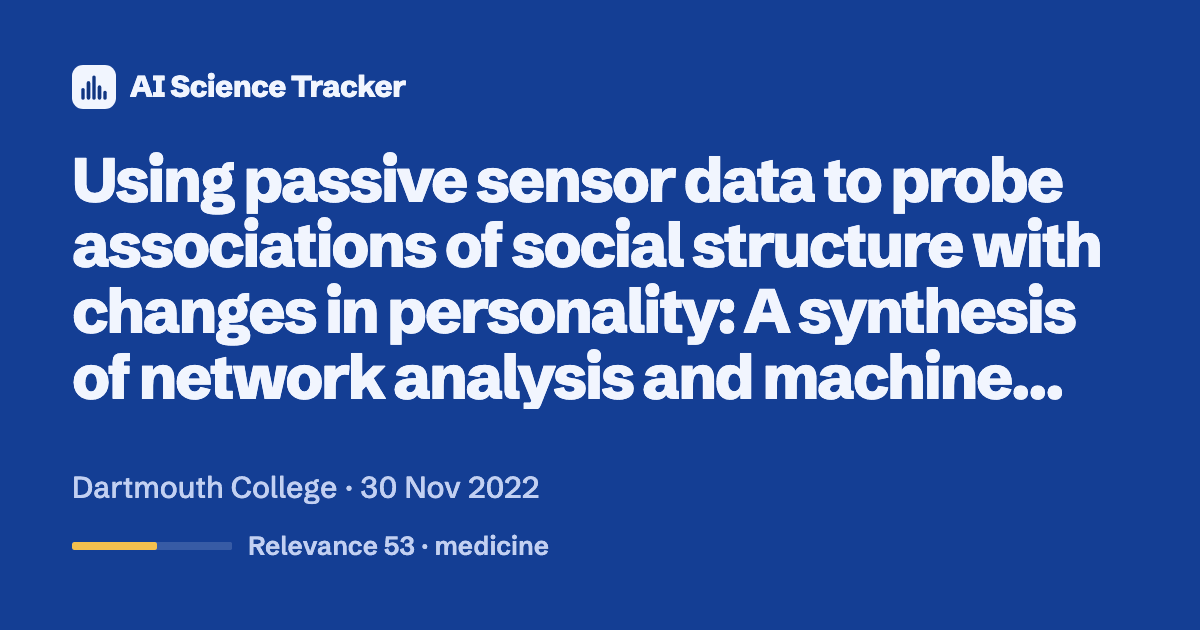 AI Science Tracker
Using passive sensor data to probe
associations of social structure with
changes in personality: A synthesis
of network analysis and machine...
Dartmouth College · 30 Nov 2022
Relevance 53 · medicine